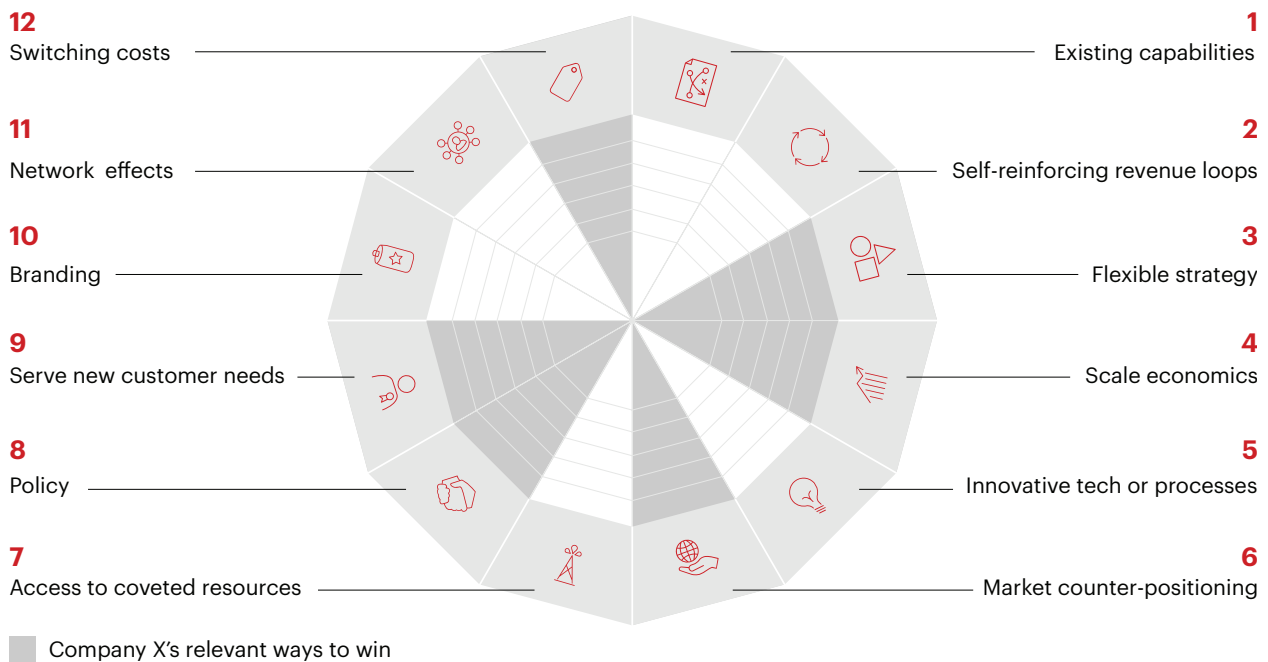 12
Switching costs
11
Network effects
10
Branding
9
Serve new customer needs
8
Policy
7
Access to coveted resources
1
Existing capabilities
2
Self-reinforcing revenue loops
3
Flexible strategy
4
Scale economics
5
Innovative tech or processes
6
Market counter-positioning
Company X's relevant ways to win